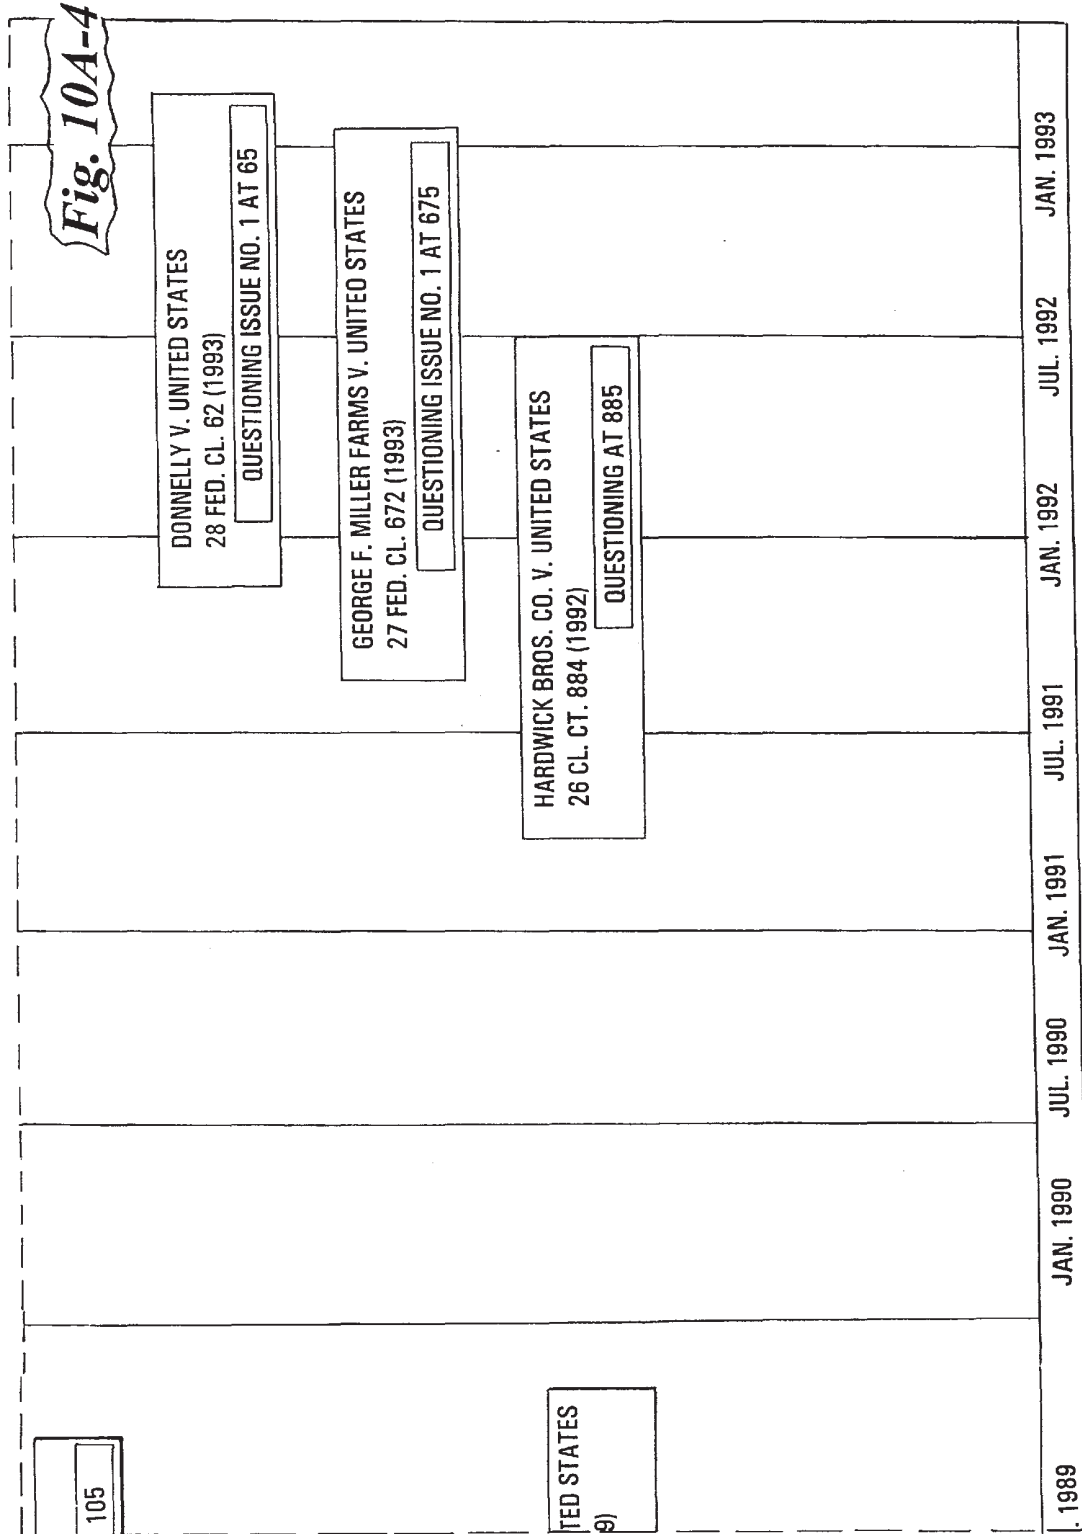 Fig. 10A-4
105
DONNELLY V. UNITED STATES
28 FED. CL. 62 (1993)
QUESTIONING ISSUE NO. 1 AT 65
GEORGE F. MILLER FARMS V. UNITED STATES
27 FED. CL. 672 (1993)
QUESTIONING ISSUE NO. 1 AT 675
TED STATES
9)
HARDWICK BROS. CO. V. UNITED STATES
26 CL. CT. 884 (1992)
QUESTIONING AT 885
. 1989
JAN. 1990
JUL. 1990
JAN. 1991
JUL. 1991
JAN. 1992
JUL. 1992
JAN. 1993